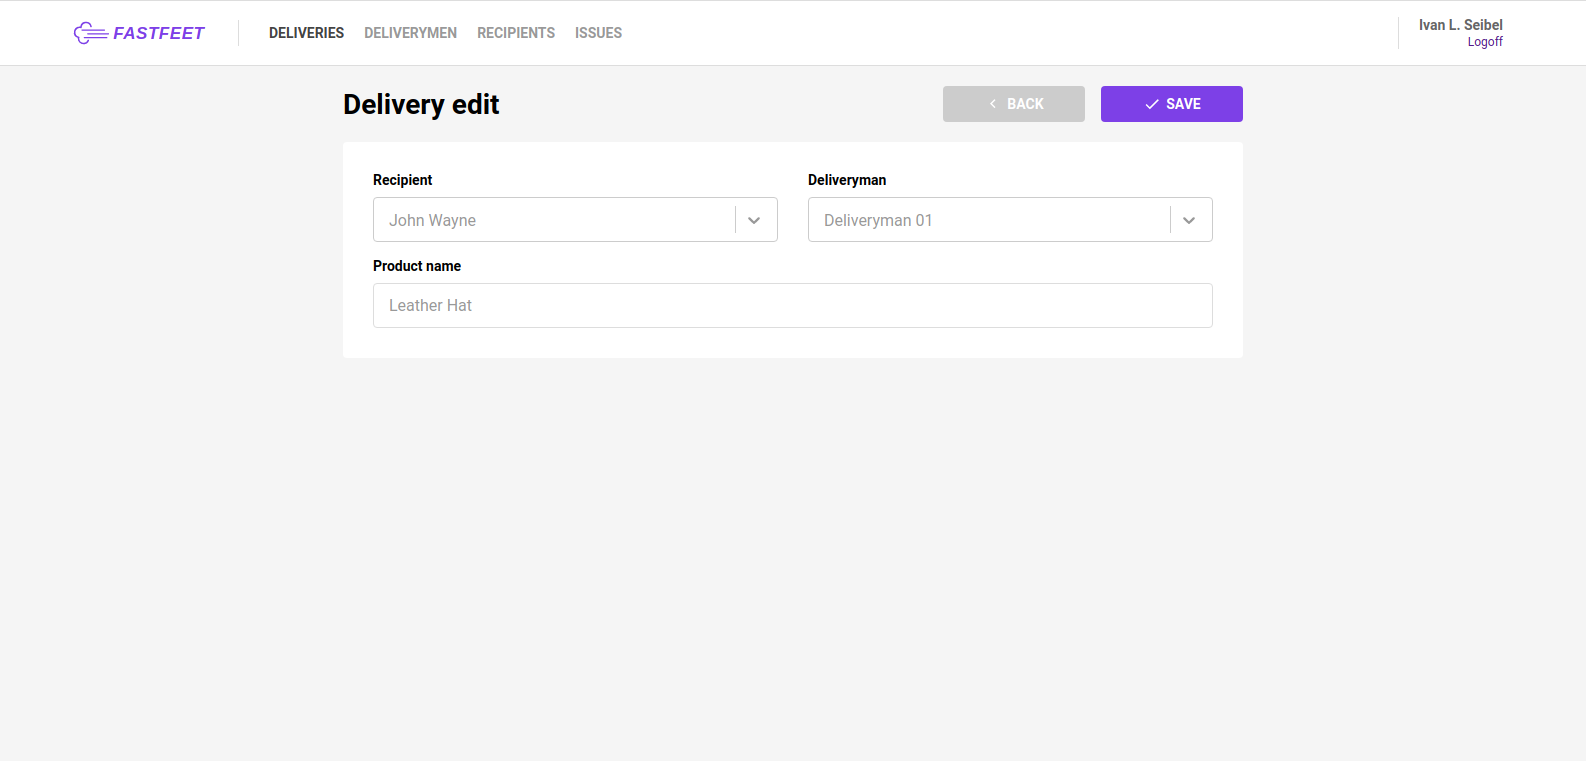 FASTFEET
DELIVERIES DELIVERYMEN RECIPIENTS ISSUES
Ivan L. Seibel
Logoff
Delivery edit
BACK
SAVE
Recipient
Deliveryman
John Wayne
Deliveryman 01
Product name
Leather Hat